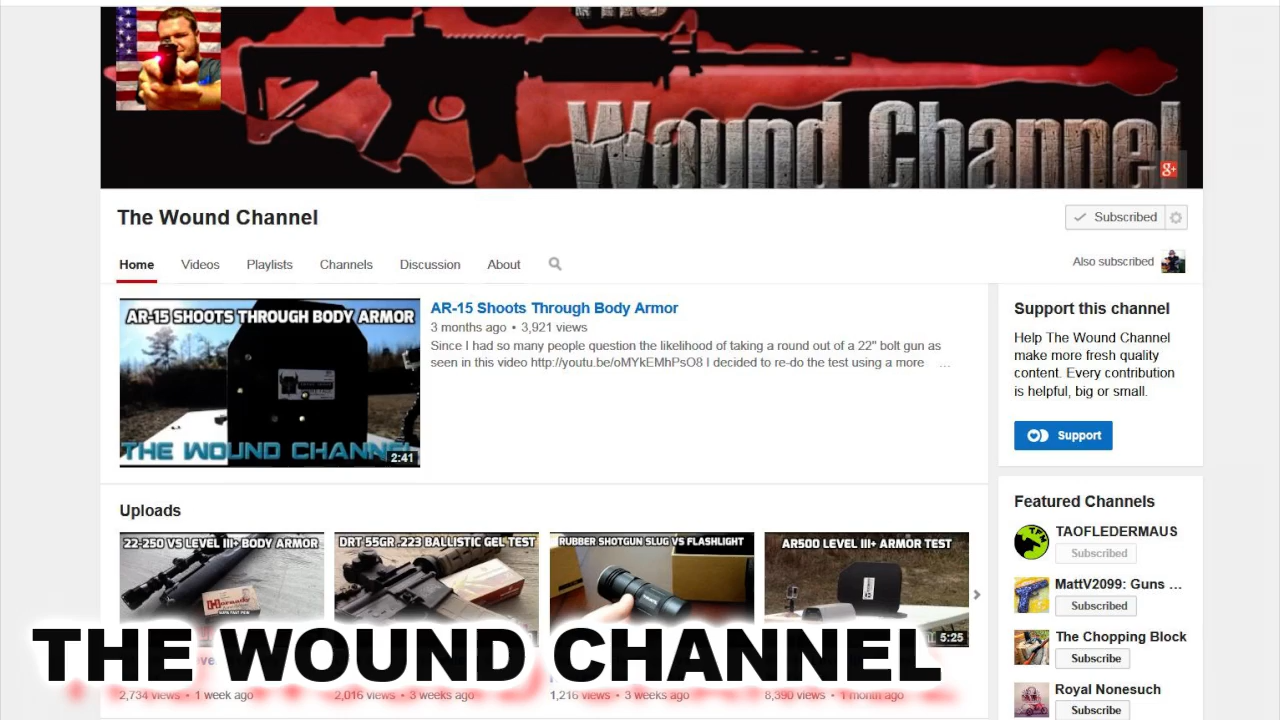 Wound Channel
g+
The Wound Channel
Subscribed
Home Videos Playlists Channels Discussion About
Also subscribed
AR-15 SHOOTS THROUGH BODY ARMOR
THE WOUND CHANNEL
2:41
AR-15 Shoots Through Body Armor
3 months ago • 3,921 views
Since I had so many people question the likelihood of taking a round out of a 22" bolt gun as
seen in this video http://youtu.be/oMYkEMhPsO8 I decided to re-do the test using a more ...
Support this channel
Help The Wound Channel
make more fresh quality
content. Every contribution
is helpful, big or small.
Support
Uploads
22-250 VS LEVEL III+ BODY ARMOR
Hornady
DRT 55GR .223 BALLISTIC GEL TEST
RUBBER SHOTGUN SLUG VS FLASHLIGHT
AR500 LEVEL III+ ARMOR TEST
5:25
THE WOUND CHANNEL
2,734 views • 1 week ago
2,016 views • 3 weeks ago
1,216 views • 3 weeks ago
8,390 views • 1 month ago
Featured Channels
TAOFLEDERMAUS
Subscribed
MattV2099: Guns ...
Subscribed
The Chopping Block
Subscribe
Royal Nonesuch
Subscribe